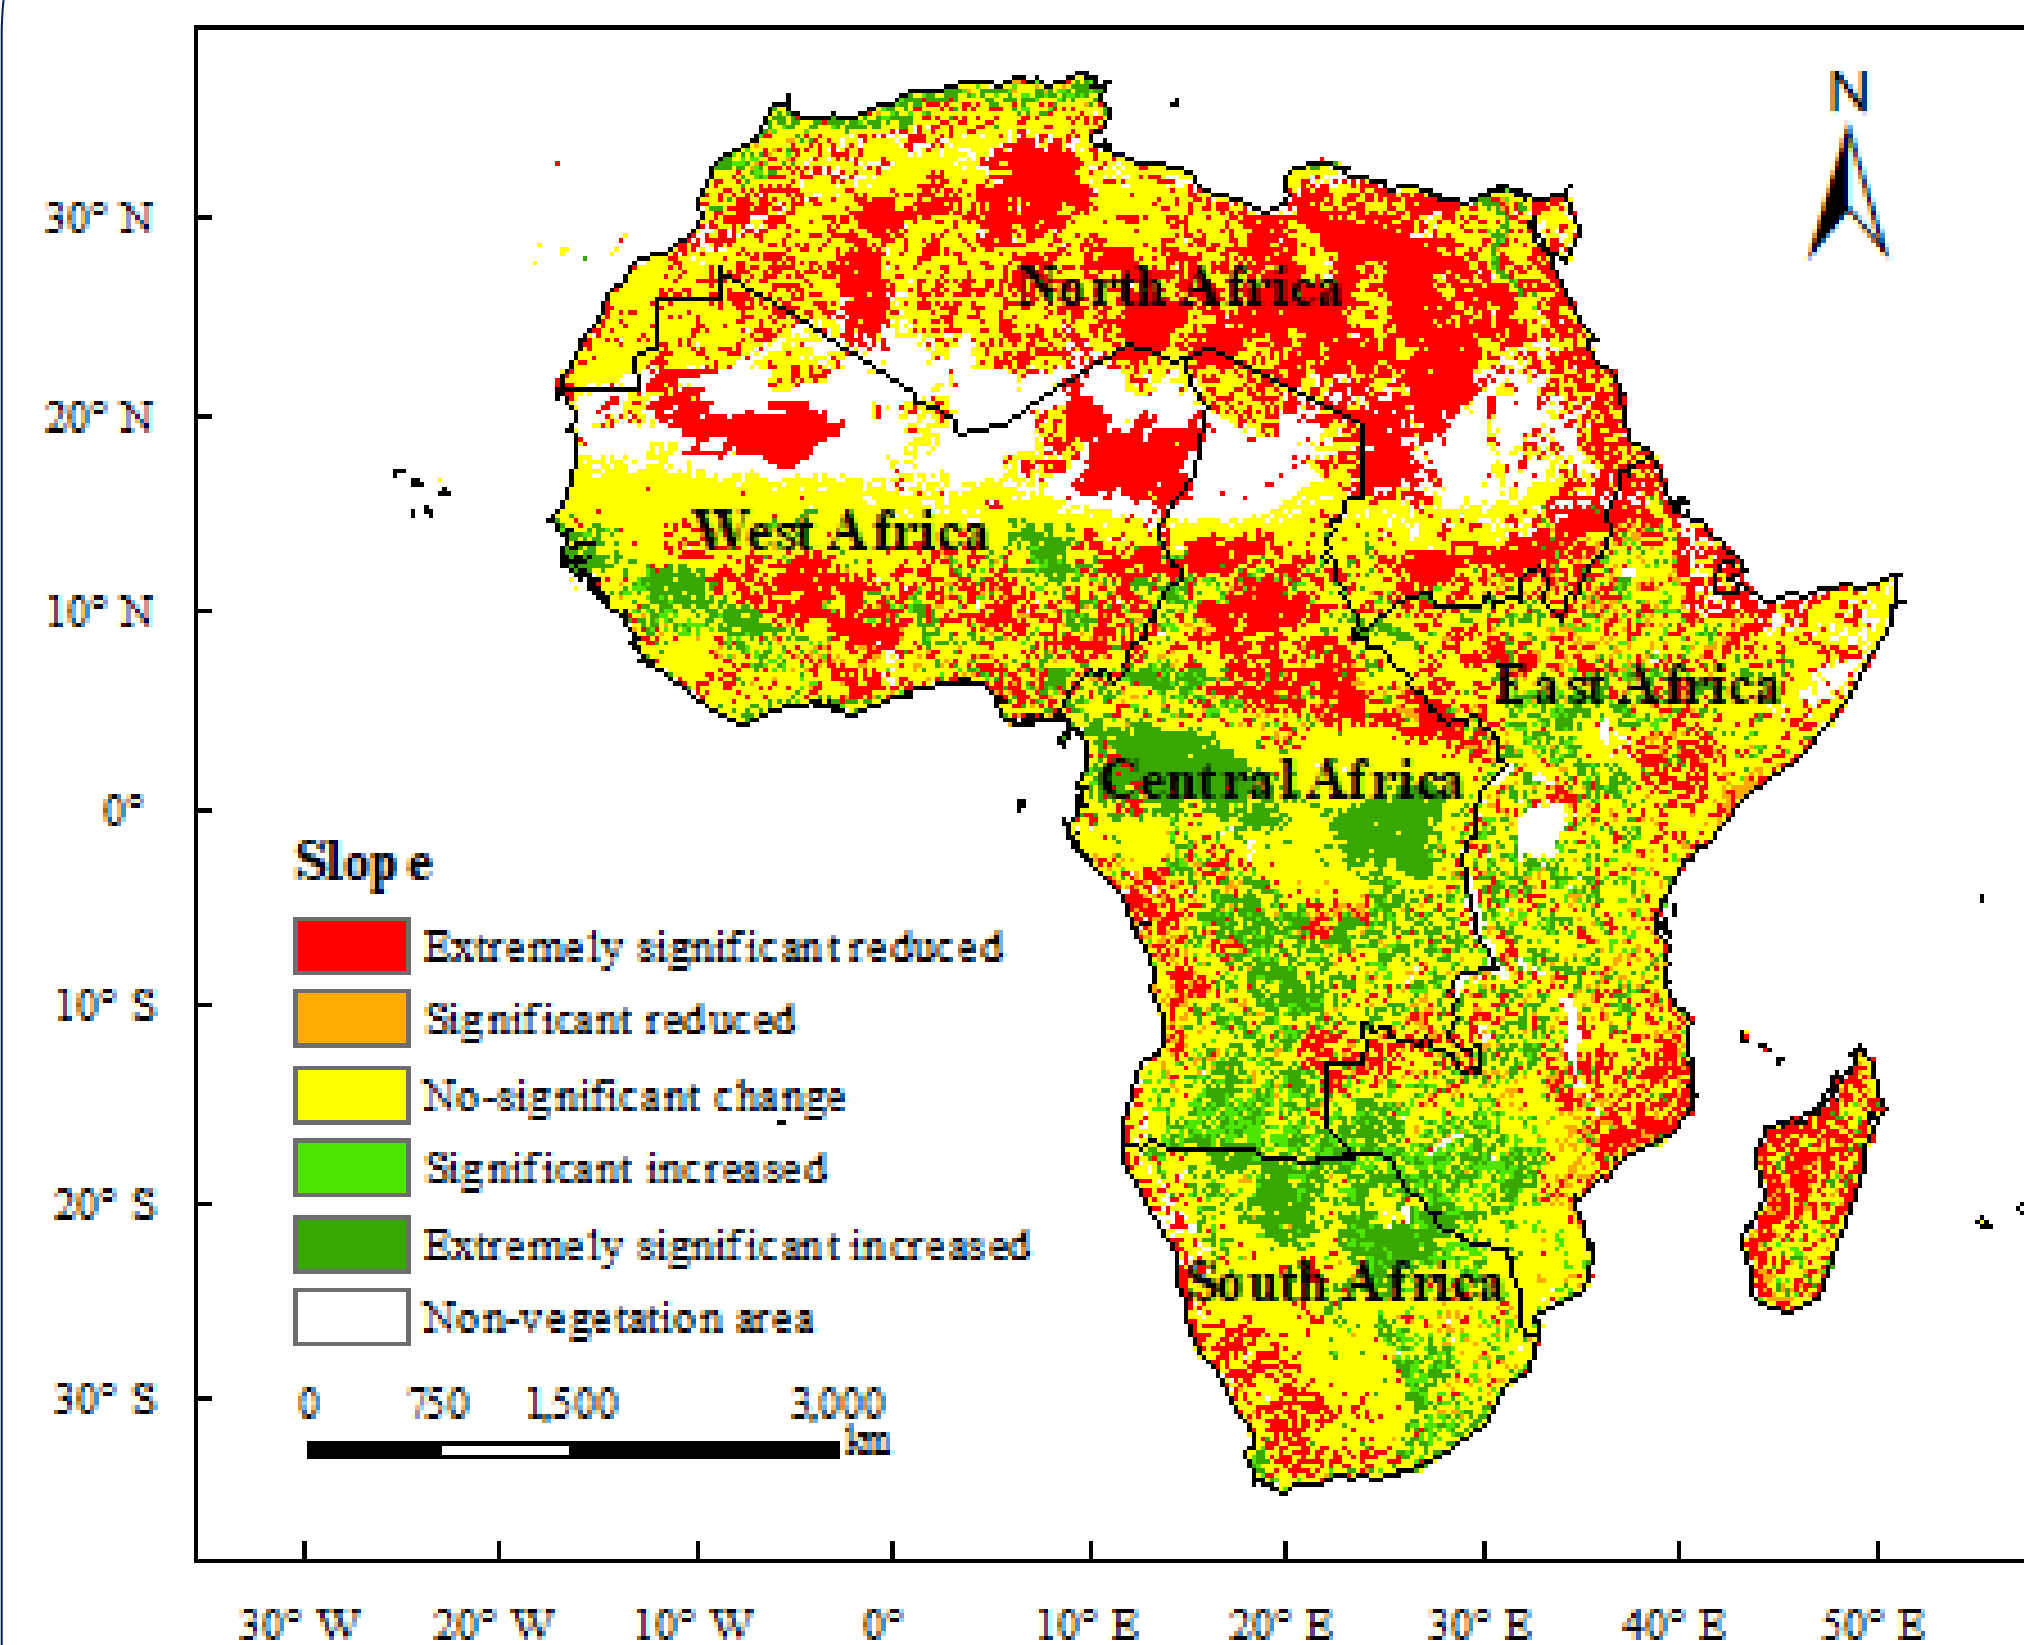 N
30° N
North Africa
20° N
West Africa
10° N
East Africa
Central Africa
0°
Slope
Extremely significant reduced
Significant reduced
10° S
No-significant change
Significant increased
20° S
Extremely significant increased
South Africa
Non-vegetation area
30° S
0 750 1,500 3,000
km
30° W 20° W 10° W 0° 10° E 20° E 30° E 40° E 50° E